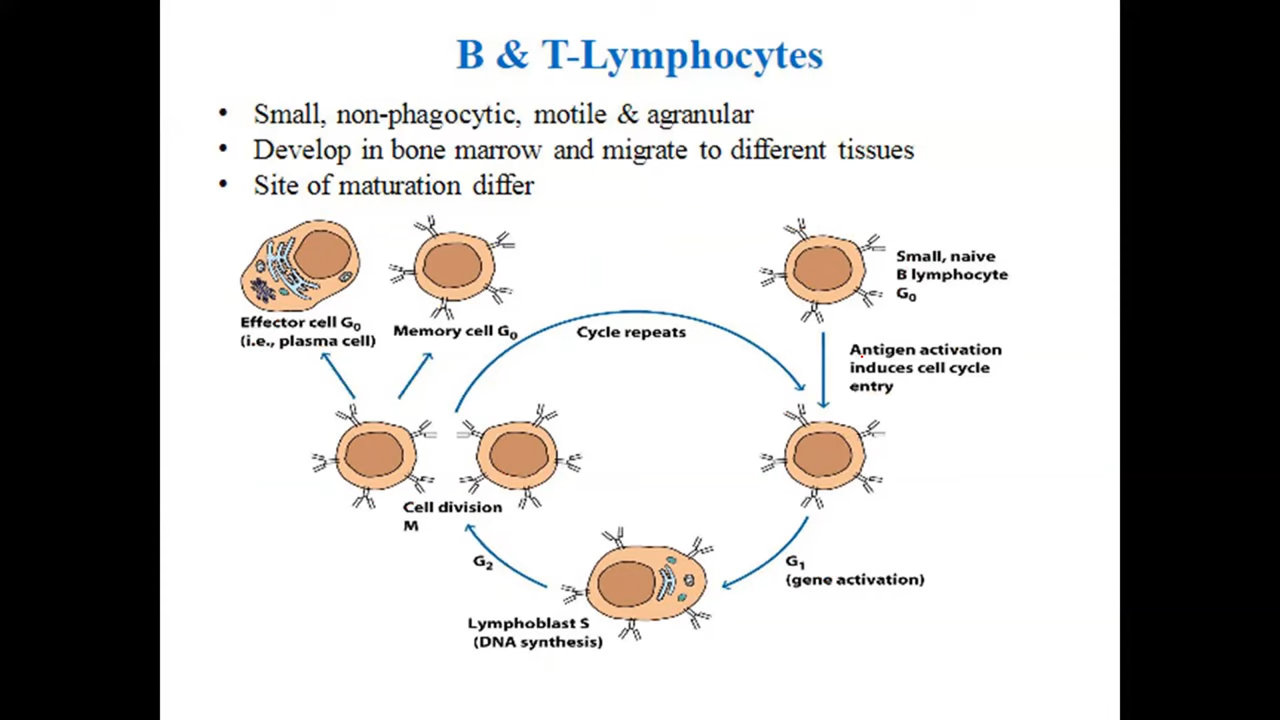 B & T-Lymphocytes
• Small, non-phagocytic, motile & agranular
• Develop in bone marrow and migrate to different tissues
• Site of maturation differ
Small, naive
B lymphocyte
G₀
Effector cell G₀
(i.e., plasma cell)
Memory cell G₀
Cycle repeats
Antigen activation
induces cell cycle
entry
Cell division
M
G₂
G₁
(gene activation)
Lymphoblast S
(DNA synthesis)